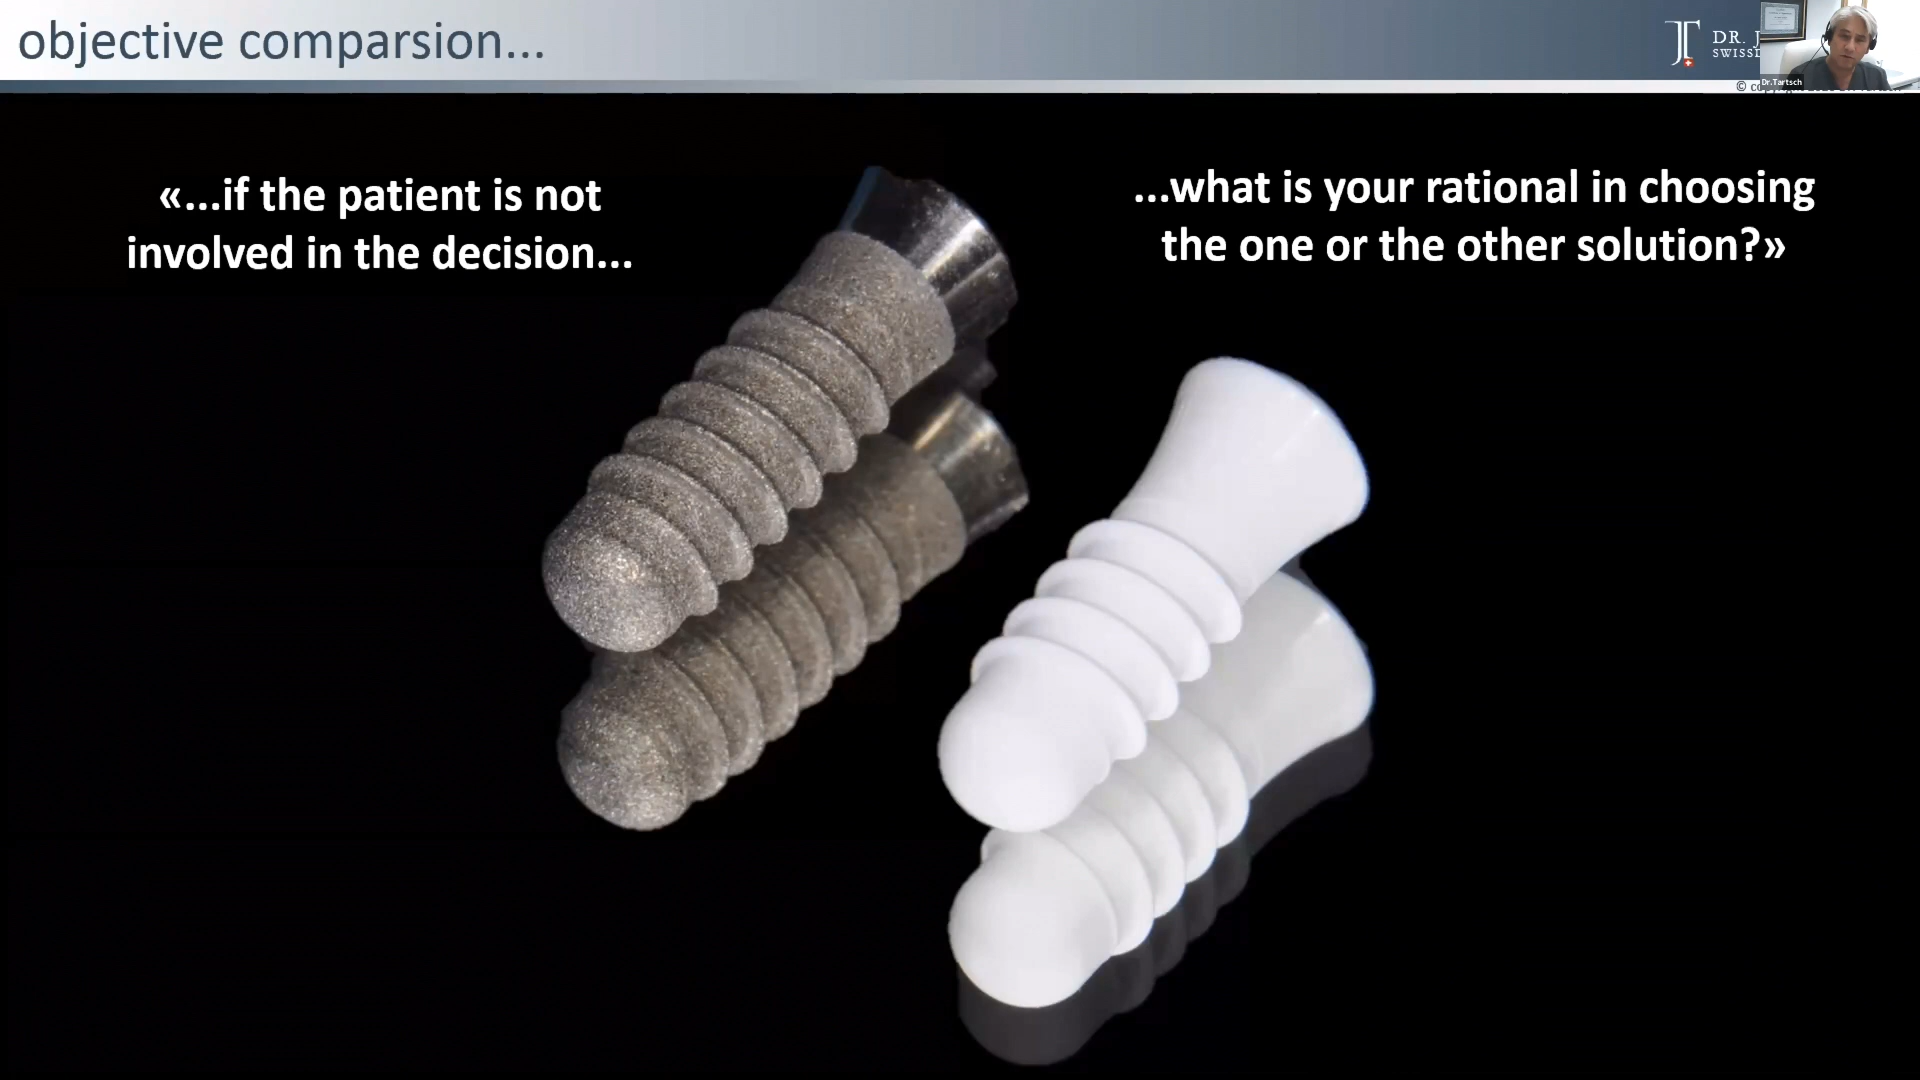 objective comparsion...
DR. J
SWISS
Dr.Tartsch
«...if the patient is not
involved in the decision...
...what is your rational in choosing
the one or the other solution?»